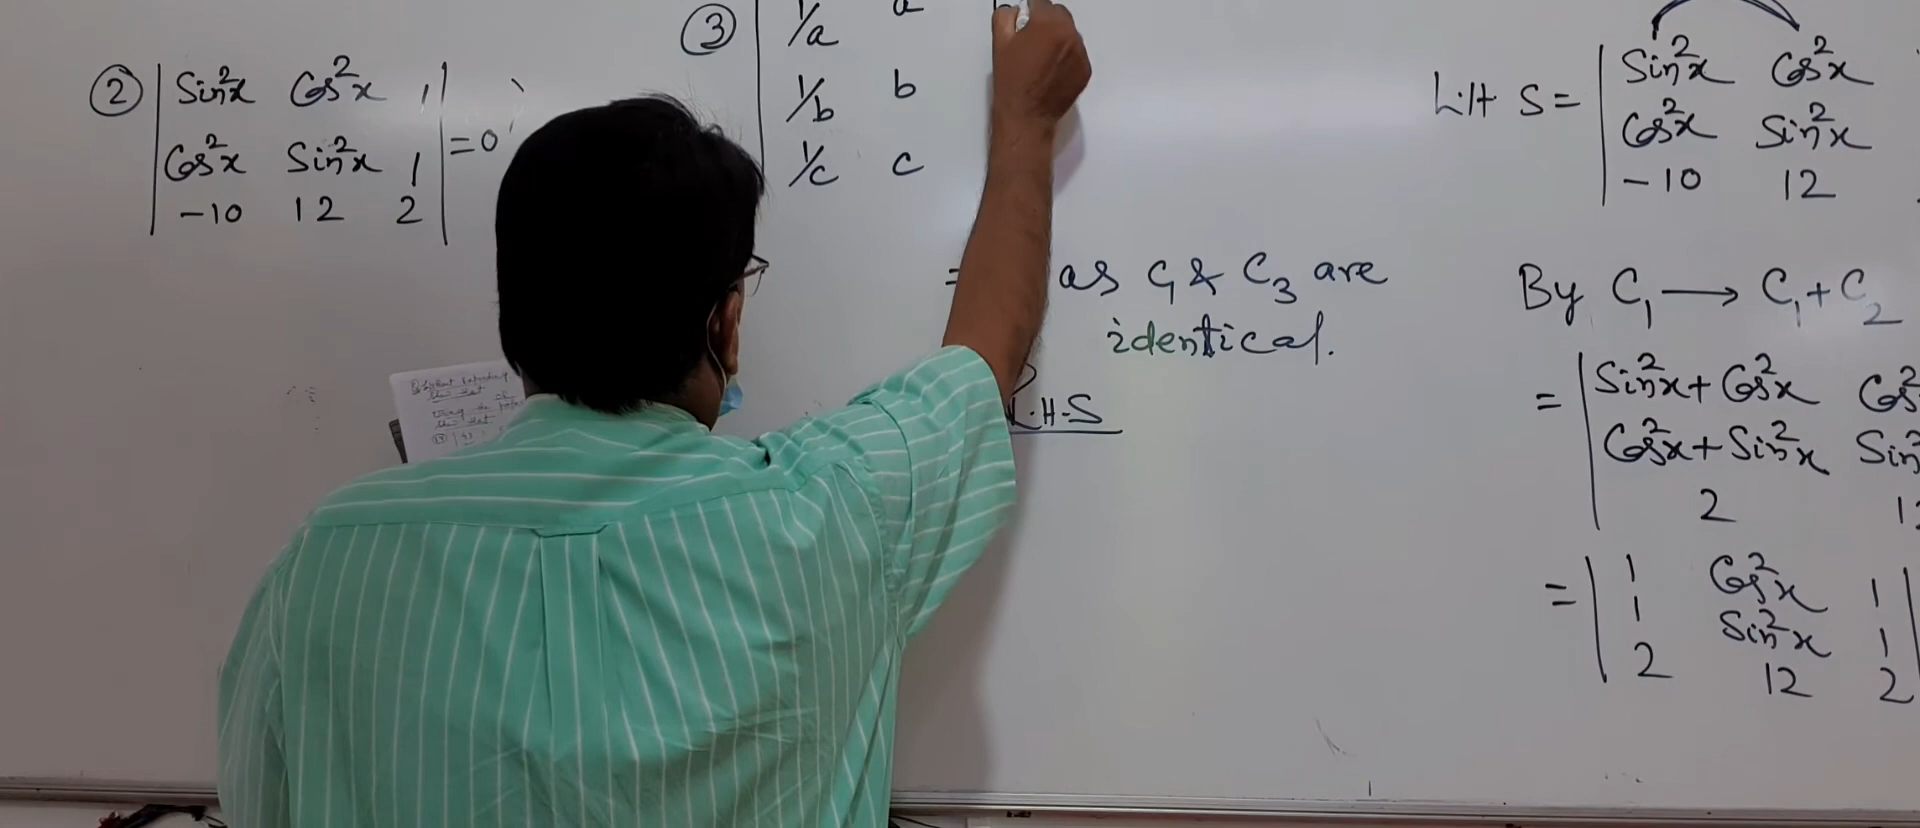 ② | Sin²x Cos²x 1 |
| Cos²x Sin²x 1 | = 0
| -10 12 2 |
③ | 1/a a
1/b b
1/c c
= as C₁ & C₃ are
identical.
L.H.S
L.H.S = | Sin²x Cos²x
| Cos²x Sin²x
| -10 12
By C₁ → C₁ + C₂
= | Sin²x + Cos²x Cos²
| Cos²x + Sin²x Sin²
| 2 12
= | 1 Cos²x 1 |
| 1 Sin²x 1 |
| 2 12 2 |